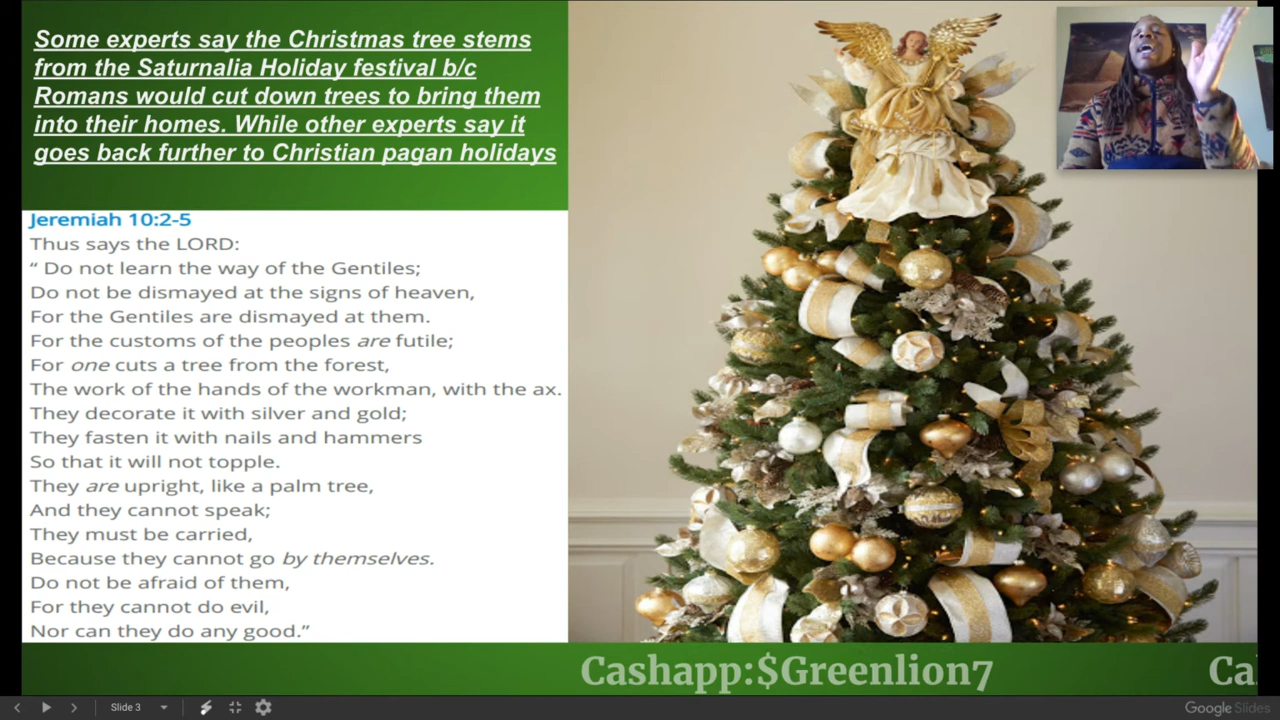 Some experts say the Christmas tree stems
from the Saturnalia Holiday festival b/c
Romans would cut down trees to bring them
into their homes. While other experts say it
goes back further to Christian pagan holidays
Jeremiah 10:2-5
Thus says the LORD:
“ Do not learn the way of the Gentiles;
Do not be dismayed at the signs of heaven,
For the Gentiles are dismayed at them.
For the customs of the peoples are futile;
For one cuts a tree from the forest,
The work of the hands of the workman, with the ax.
They decorate it with silver and gold;
They fasten it with nails and hammers
So that it will not topple.
They are upright, like a palm tree,
And they cannot speak;
They must be carried,
Because they cannot go by themselves.
Do not be afraid of them,
For they cannot do evil,
Nor can they do any good.”
Cashapp:$Greenlion7 Ca
Slide 3
Google Slides